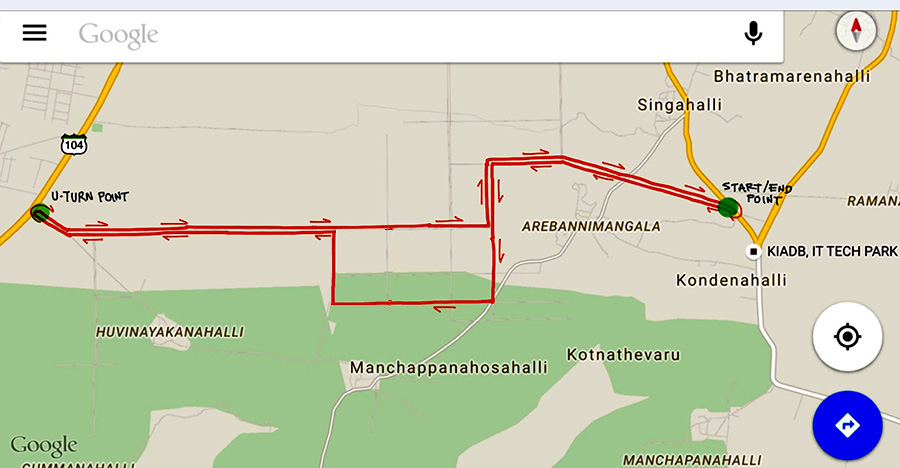 Google
Bhatramarenahalli
Singahalli
104
U-TURN POINT
START/END
POINT
RAMANA
AREBANNIMANGALA
KIADB, IT TECH PARK
Kondenahalli
HUVINAYAKANAHALLI
Manchappanahosahalli
Kotnathevaru
Google
GUMMANAHALLI
MANCHAPANAHALLI